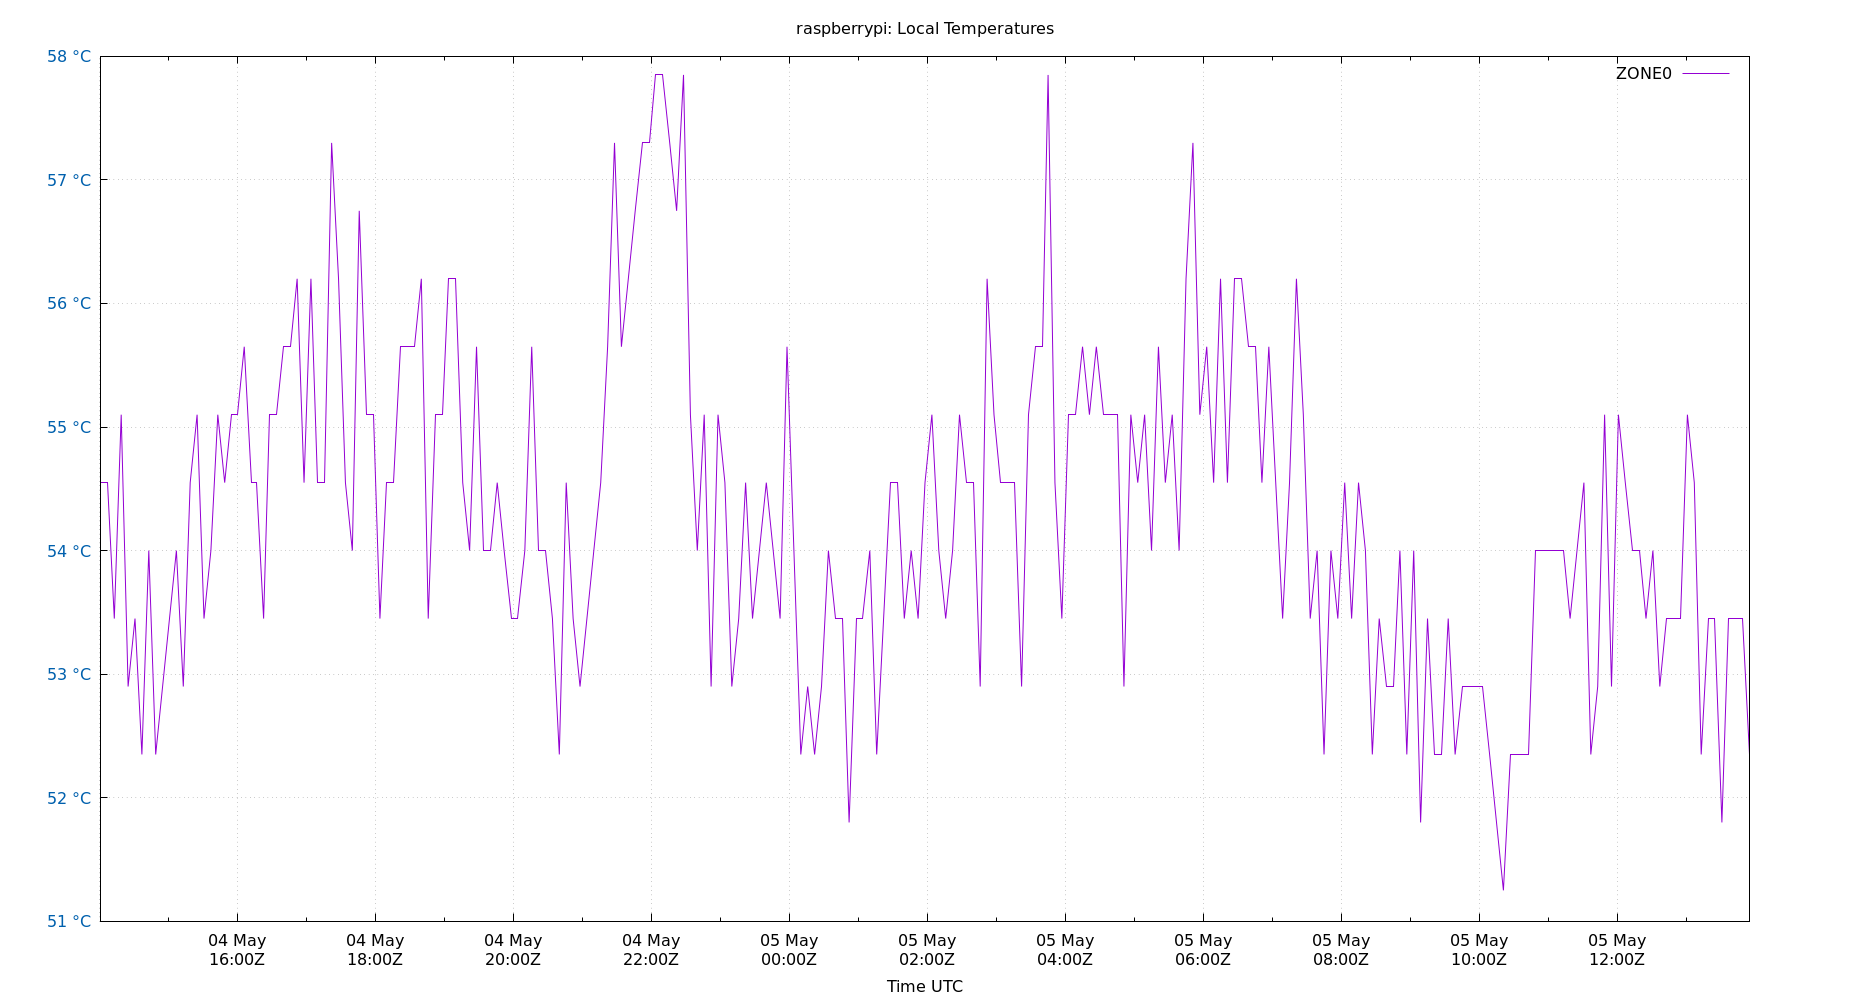 raspberrypi: Local Temperatures
ZONE0
58 °C
57 °C
56 °C
55 °C
54 °C
53 °C
52 °C
51 °C
04 May 04 May 04 May 04 May 05 May 05 May 05 May 05 May 05 May 05 May 05 May
16:00Z 18:00Z 20:00Z 22:00Z 00:00Z 02:00Z 04:00Z 06:00Z 08:00Z 10:00Z 12:00Z
Time UTC